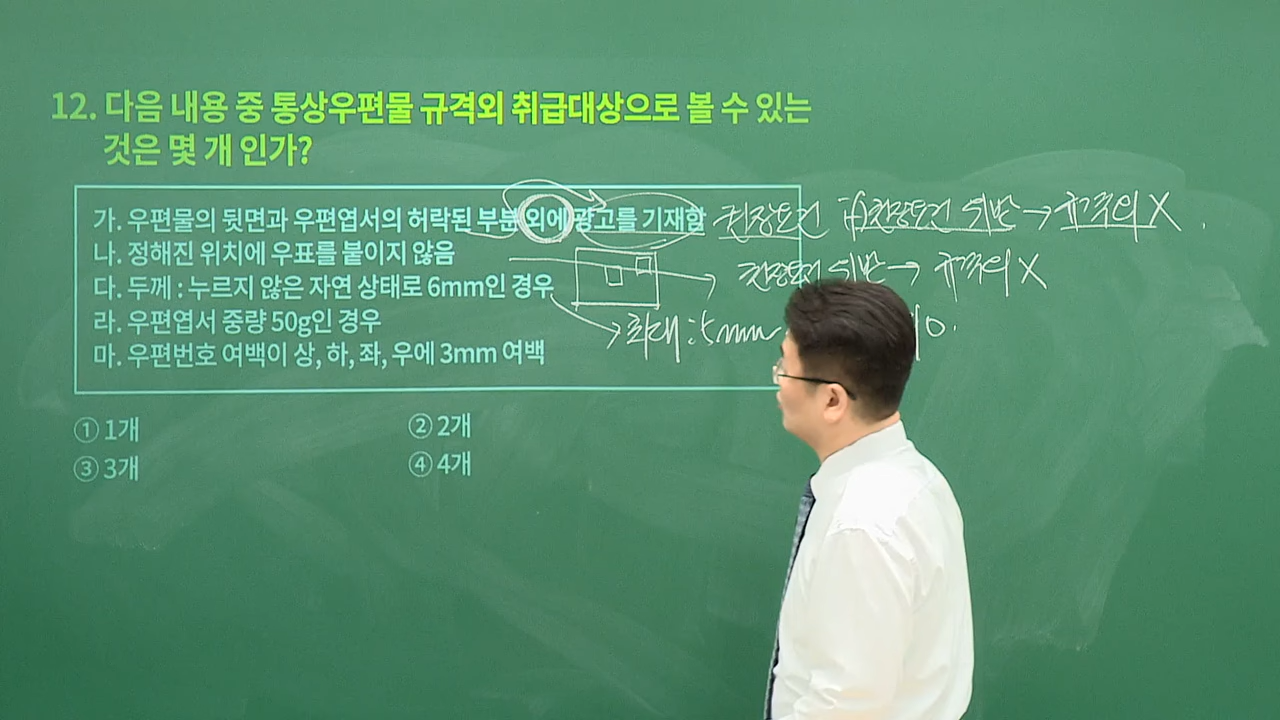 12. 다음 내용 중 통상우편물 규격외 취급대상으로 볼 수 있는
것은 몇 개 인가?
가. 우편물의 뒷면과 우편엽서의 허락된 부분 외에 광고를 기재함 권장요건 권장요건 위반 → 규격외 X
나. 정해진 위치에 우표를 붙이지 않음 권장요건 위반 → 규격외 X
다. 두께 : 누르지 않은 자연 상태로 6mm인 경우
라. 우편엽서 중량 50g인 경우 최대 : 5mm
마. 우편번호 여백이 상, 하, 좌, 우에 3mm 여백
① 1개 ② 2개
③ 3개 ④ 4개